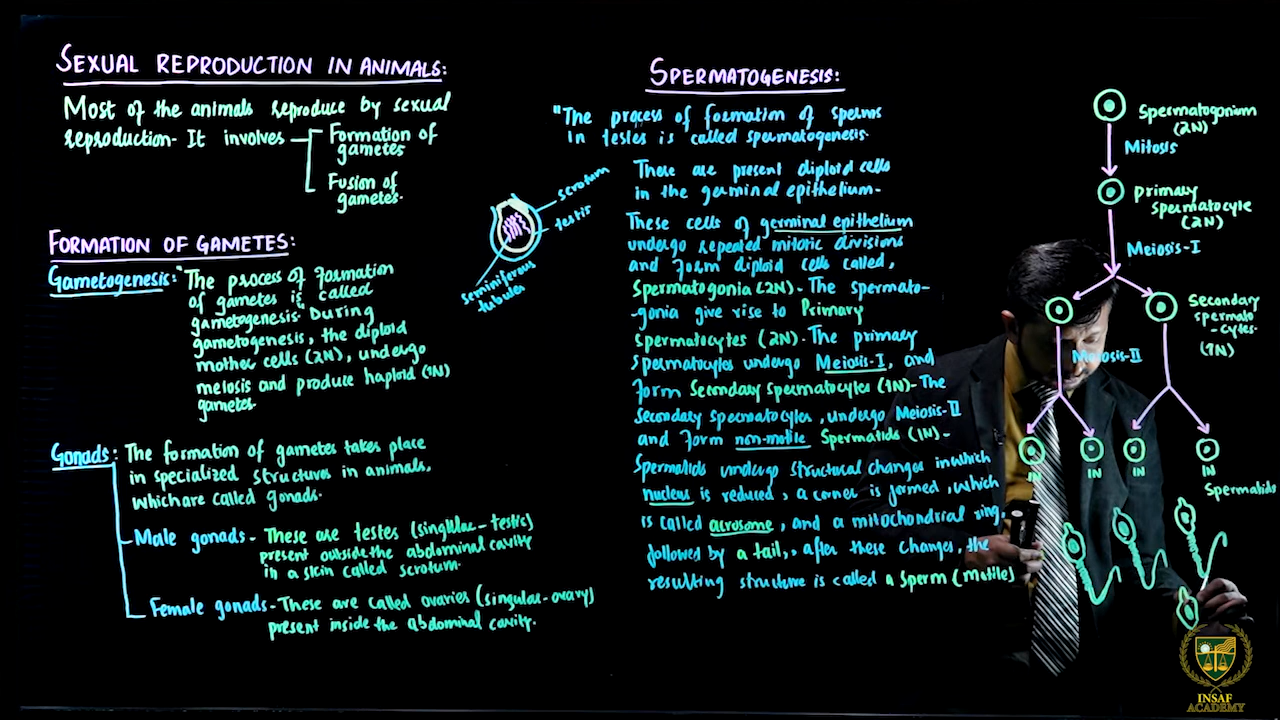 SEXUAL REPRODUCTION IN ANIMALS:
Most of the animals reproduce by sexual
reproduction- It involves
Formation of
gametes
Fusion of
gametes.
FORMATION OF GAMETES:
Gametogenesis: "The process of formation
of gametes is called
gametogenesis" During
gametogenesis, the diploid
mother cells (2N), undergo
meiosis and produce haploid (1N)
gametes.
Gonads: The formation of gametes takes place
in specialized structures in animals,
which are called gonads.
Male gonads- These are testes (singular-testis)
present outside the abdominal cavity
in a skin called scrotum.
Female gonads- These are called ovaries (singular-ovary)
present inside the abdominal cavity.
SPERMATOGENESIS:
"The process of formation of sperms
in testes is called spermatogenesis.
scrotum
testis
seminiferous
tubules
These are present diploid cells
in the germinal epithelium-
These cells of germinal epithelium
undergo repeated mitotic divisions
and form diploid cells called,
Spermatogonia (2N)- The spermato-
-gonia give rise to Primary
spermatocytes (2N). The primary
spermatocytes undergo Meiosis-I, and
form Secondary spermatocytes (1N)- The
Secondary spermatocytes, undergo Meiosis-II
and form non-motile Spermatids (1N)-
Spermatids undergo structural changes in which
nucleus is reduced, a corner is formed, which
is called acrosome, and a mitochondrial ring,
followed by a tail,, after these changes, the
resulting structure is called a sperm (Motile)
Spermatogonium
(2N)
Mitosis
primary
spermatocyte
(2N)
Meiosis-I
Secondary
spermato
-cytes.
(1N)
Meiosis-II
1N
1N
1N
1N
Spermatids
INSAF
ACADEMY